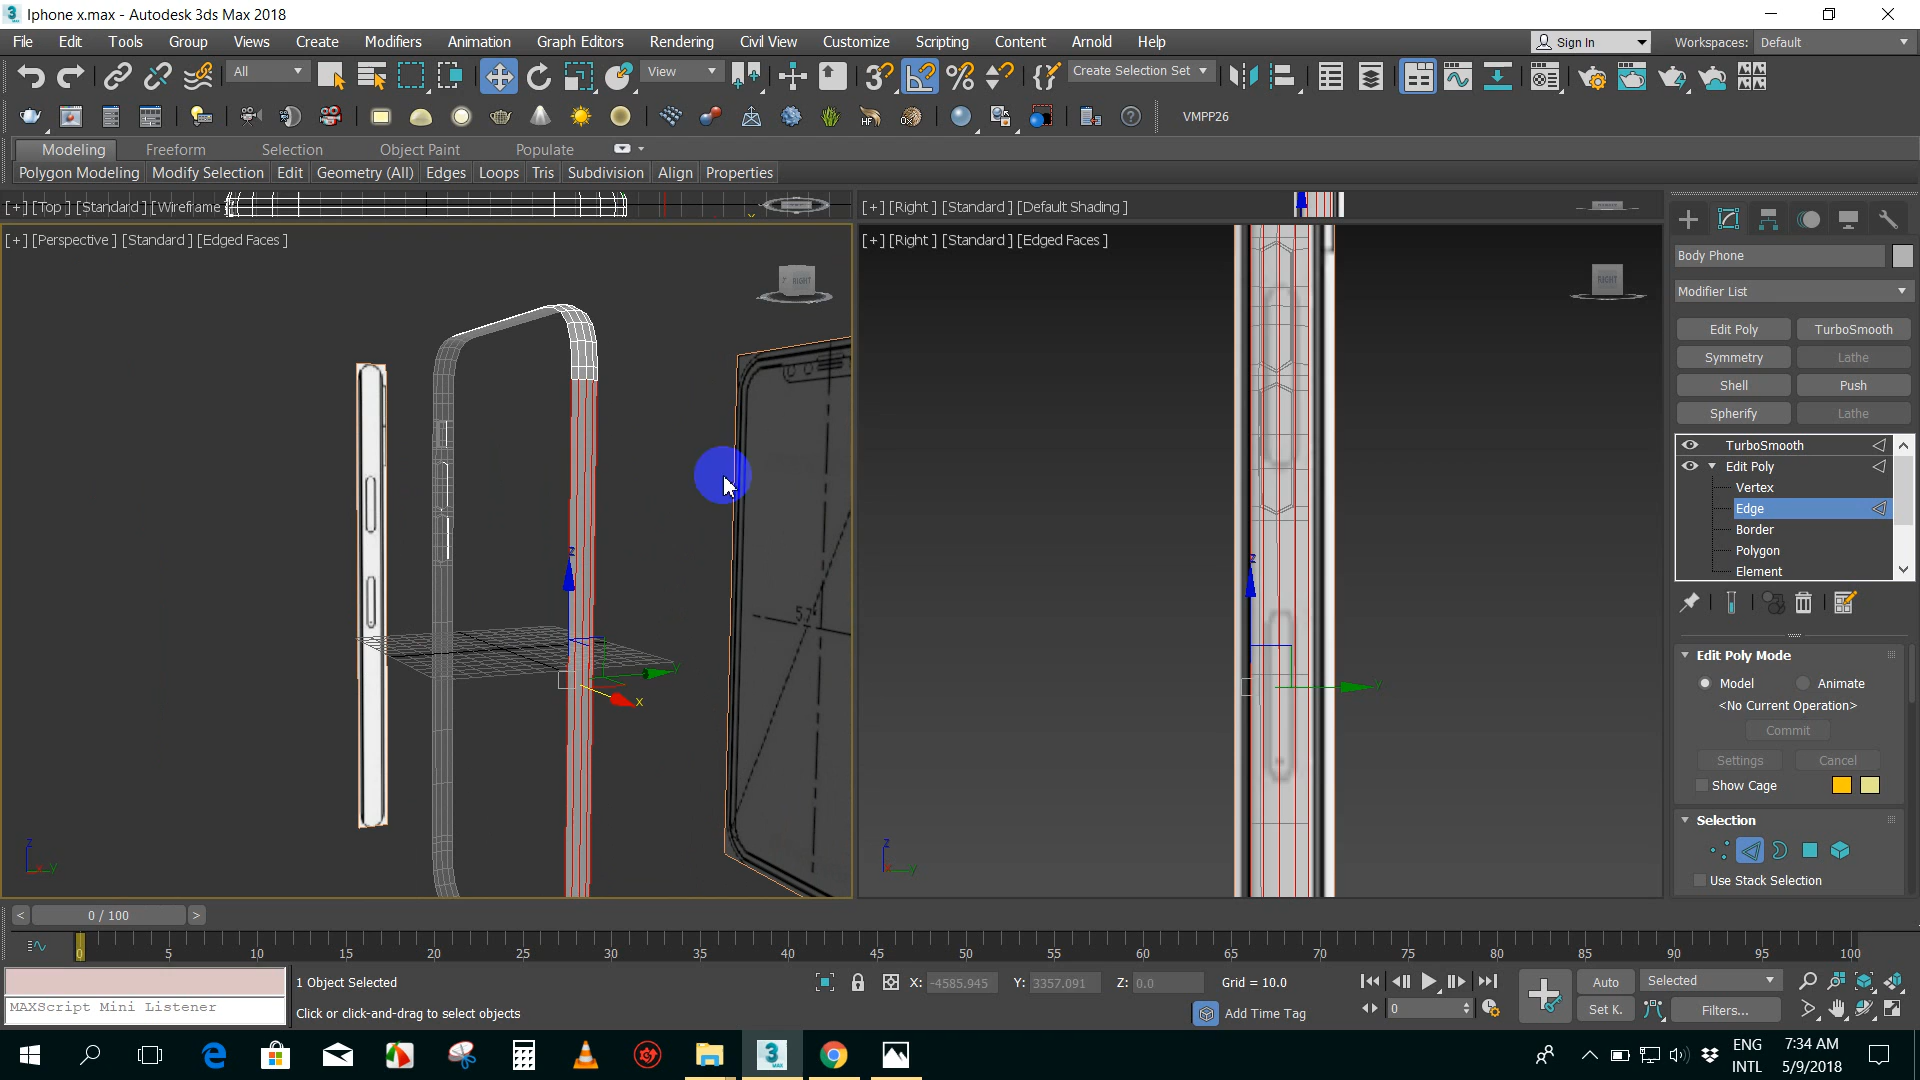 Iphone x.max - Autodesk 3ds Max 2018
File Edit Tools Group Views Create Modifiers Animation Graph Editors Rendering Civil View Customize Scripting Content Arnold Help
Sign In Workspaces: Default
All View Create Selection Set
VMPP26
Modeling Freeform Selection Object Paint Populate
Polygon Modeling Modify Selection Edit Geometry (All) Edges Loops Tris Subdivision Align Properties
[+] [Top ] [Standard ] [Wireframe
[+] [Right ] [Standard ] [Default Shading ]
[+] [Perspective ] [Standard ] [Edged Faces ]
[+] [Right ] [Standard ] [Edged Faces ]
RIGHT
RIGHT
z
y
x
z
y
57
z
x y
z
x y
Body Phone
Modifier List
Edit Poly TurboSmooth
Symmetry Lathe
Shell Push
Spherify Lathe
TurboSmooth
Edit Poly
Vertex
Edge
Border
Polygon
Element
Edit Poly Mode
Model Animate
<No Current Operation>
Commit
Settings Cancel
Show Cage
Selection
Use Stack Selection
< 0 / 100 >
0 5 10 15 20 25 30 35 40 45 50 55 60 65 70 75 80 85 90 95 100
1 Object Selected X: -4585.945 Y: 3357.091 Z: 0.0 Grid = 10.0 Auto Selected
MAXScript Mini Listener
Click or click-and-drag to select objects Add Time Tag 0 Set K. Filters...
3 MAX
ENG 7:34 AM
INTL 5/9/2018